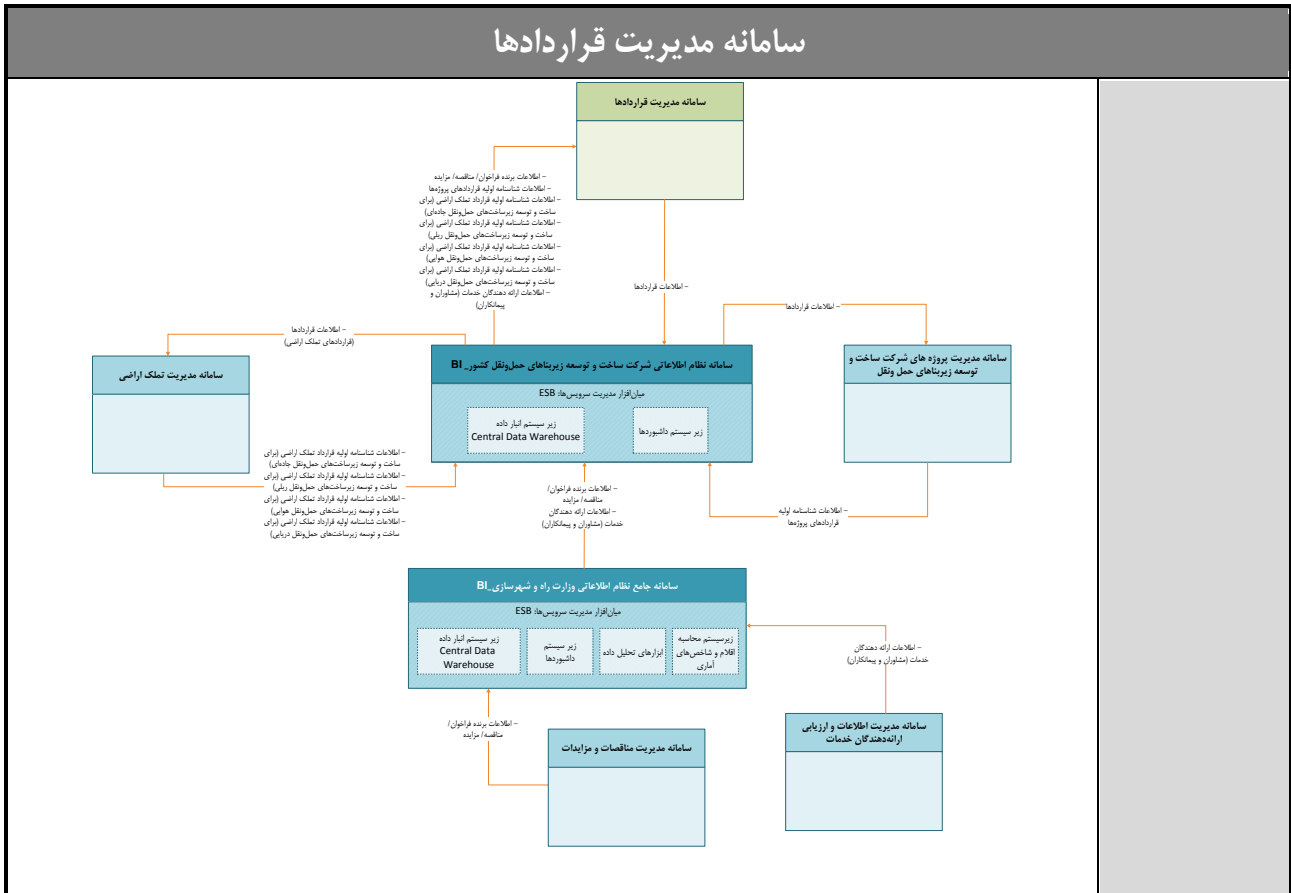 سامانه مدیریت قراردادها
سامانه مدیریت قراردادها
– اطلاعات برنده فراخوان/ مناقصه/ مزایده
– اطلاعات شناسنامه اولیه قراردادهای پروژه‌ها
– اطلاعات شناسنامه اولیه قرارداد تملک اراضی (برای
ساخت و توسعه زیرساخت‌های حمل‌ونقل جاده‌ای)
– اطلاعات شناسنامه اولیه قرارداد تملک اراضی (برای
ساخت و توسعه زیرساخت‌های حمل‌ونقل ریلی)
– اطلاعات شناسنامه اولیه قرارداد تملک اراضی (برای
ساخت و توسعه زیرساخت‌های حمل‌ونقل هوایی)
– اطلاعات شناسنامه اولیه قرارداد تملک اراضی (برای
ساخت و توسعه زیرساخت‌های حمل‌ونقل دریایی)
– اطلاعات ارائه دهندگان خدمات (مشاوران و
پیمانکاران)
– اطلاعات قراردادها
– اطلاعات قراردادها
– اطلاعات قراردادها
(قراردادهای تملک اراضی)
سامانه مدیریت پروژه های شرکت ساخت و
توسعه زیربناهای حمل ونقل
سامانه نظام اطلاعاتی شرکت ساخت و توسعه زیربناهای حمل‌ونقل کشور_ BI
میان‌افزار مدیریت سرویس‌ها: ESB
زیر سیستم داشبوردها
زیر سیستم انبار داده
Central Data Warehouse
سامانه مدیریت تملک اراضی
– اطلاعات شناسنامه اولیه قرارداد تملک اراضی (برای
ساخت و توسعه زیرساخت‌های حمل‌ونقل جاده‌ای)
– اطلاعات شناسنامه اولیه قرارداد تملک اراضی (برای
ساخت و توسعه زیرساخت‌های حمل‌ونقل ریلی)
– اطلاعات شناسنامه اولیه قرارداد تملک اراضی (برای
ساخت و توسعه زیرساخت‌های حمل‌ونقل هوایی)
– اطلاعات شناسنامه اولیه قرارداد تملک اراضی (برای
ساخت و توسعه زیرساخت‌های حمل‌ونقل دریایی)
– اطلاعات برنده فراخوان/
مناقصه/ مزایده
– اطلاعات ارائه دهندگان
خدمات (مشاوران و پیمانکاران)
– اطلاعات شناسنامه اولیه
قراردادهای پروژه‌ها
سامانه جامع نظام اطلاعاتی وزارت راه و شهرسازی_BI
میان‌افزار مدیریت سرویس‌ها: ESB
زیرسیستم محاسبه
اقلام و شاخص‌های
آماری
ابزارهای تحلیل داده
زیر سیستم
داشبوردها
زیر سیستم انبار داده
Central Data
Warehouse
– اطلاعات ارائه دهندگان
خدمات (مشاوران و پیمانکاران)
– اطلاعات برنده فراخوان/
مناقصه/ مزایده
سامانه مدیریت اطلاعات و ارزیابی
ارائه‌دهندگان خدمات
سامانه مدیریت مناقصات و مزایدات